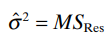 σ̂² = MS_Res